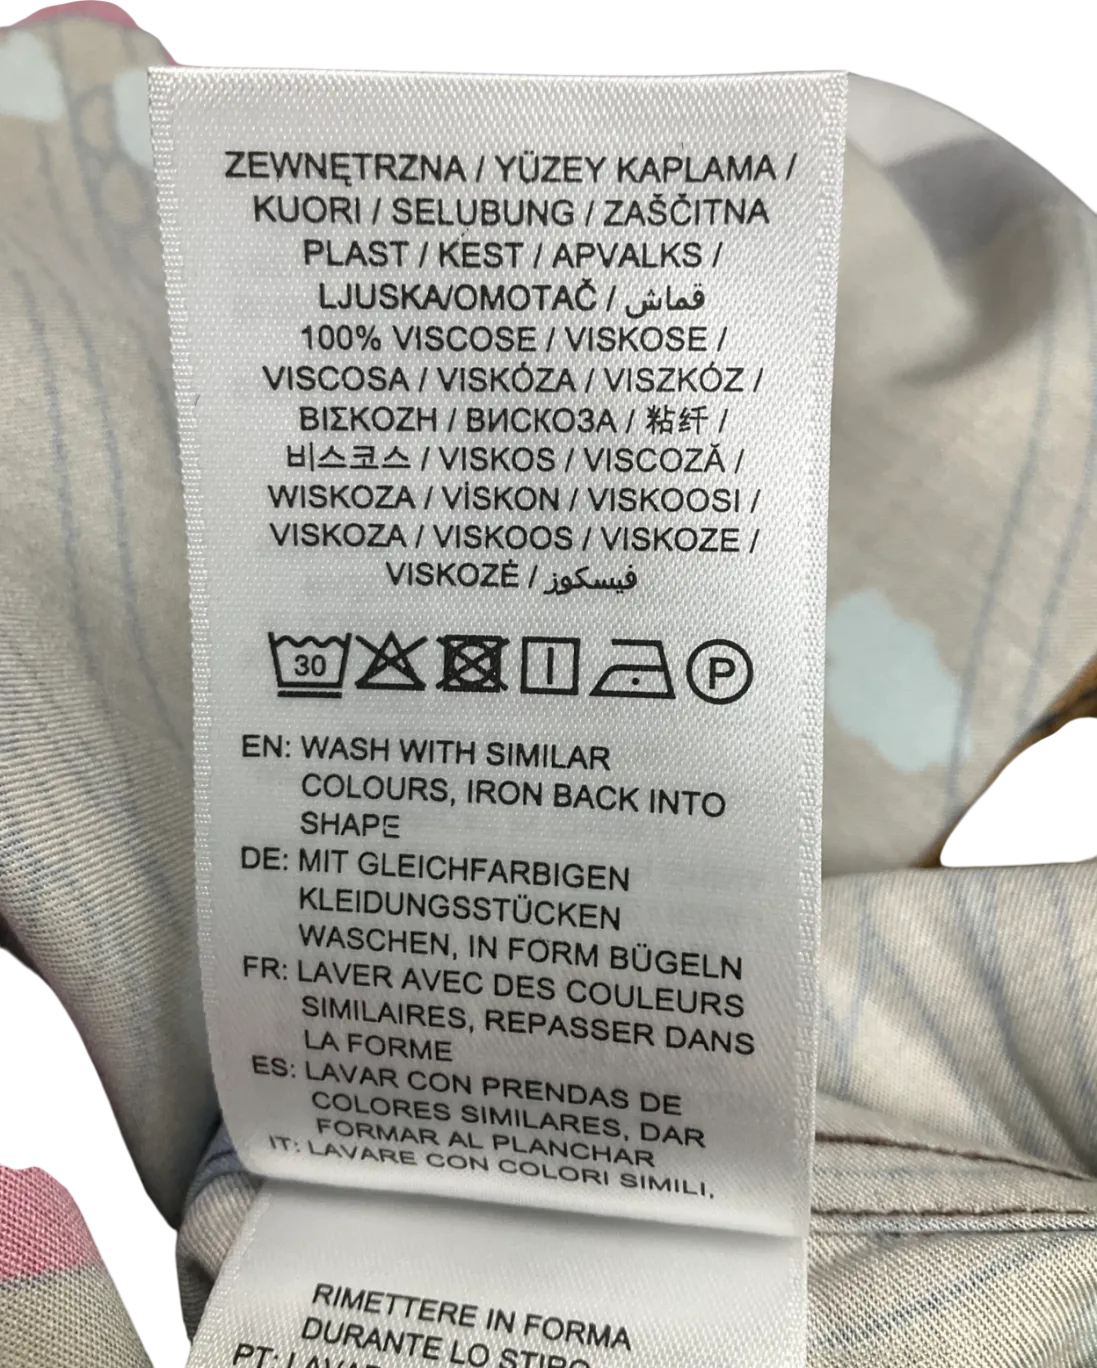 ZEWNĘTRZNA / YÜZEY KAPLAMA /
KUORI / SELUBUNG / ZAŠČITNA
PLAST / KEST / APVALKS /
LJUSKA/OMOTAČ / قماش
100% VISCOSE / VISKOSE /
VISCOSA / VISKÓZA / VISZKÓZ /
ΒΙΣΚΟΖΗ / ВИСКОЗА / 粘纤 /
비스코스 / VISKOS / VISCOZĂ /
WISKOZA / VİSKON / VISKOOSI /
VISKOZA / VISKOOS / VISKOZE /
VISKOZĖ / فيسكوز
30
P
EN: WASH WITH SIMILAR
COLOURS, IRON BACK INTO
SHAPE
DE: MIT GLEICHFARBIGEN
KLEIDUNGSSTÜCKEN
WASCHEN, IN FORM BÜGELN
FR: LAVER AVEC DES COULEURS
SIMILAIRES, REPASSER DANS
LA FORME
ES: LAVAR CON PRENDAS DE
COLORES SIMILARES, DAR
FORMAR AL PLANCHAR
IT: LAVARE CON COLORI SIMILI,
RIMETTERE IN FORMA
DURANTE LO STIRO
PT: